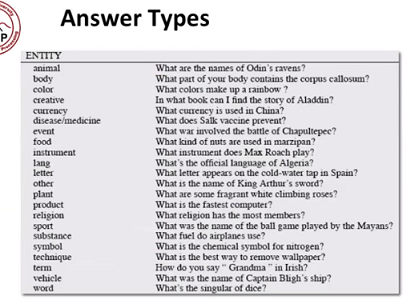 Answer Types
P
ENTITY
animal What are the names of Odin's ravens?
body What part of your body contains the corpus callosum?
color What colors make up a rainbow ?
creative In what book can I find the story of Aladdin?
currency What currency is used in China?
disease/medicine What does Salk vaccine prevent?
event What war involved the battle of Chapultepec?
food What kind of nuts are used in marzipan?
instrument What instrument does Max Roach play?
lang What's the official language of Algeria?
letter What letter appears on the cold-water tap in Spain?
other What is the name of King Arthur's sword?
plant What are some fragrant white climbing roses?
product What is the fastest computer?
religion What religion has the most members?
sport What was the name of the ball game played by the Mayans?
substance What fuel do airplanes use?
symbol What is the chemical symbol for nitrogen?
technique What is the best way to remove wallpaper?
term How do you say " Grandma " in Irish?
vehicle What was the name of Captain Bligh's ship?
word What's the singular of dice?